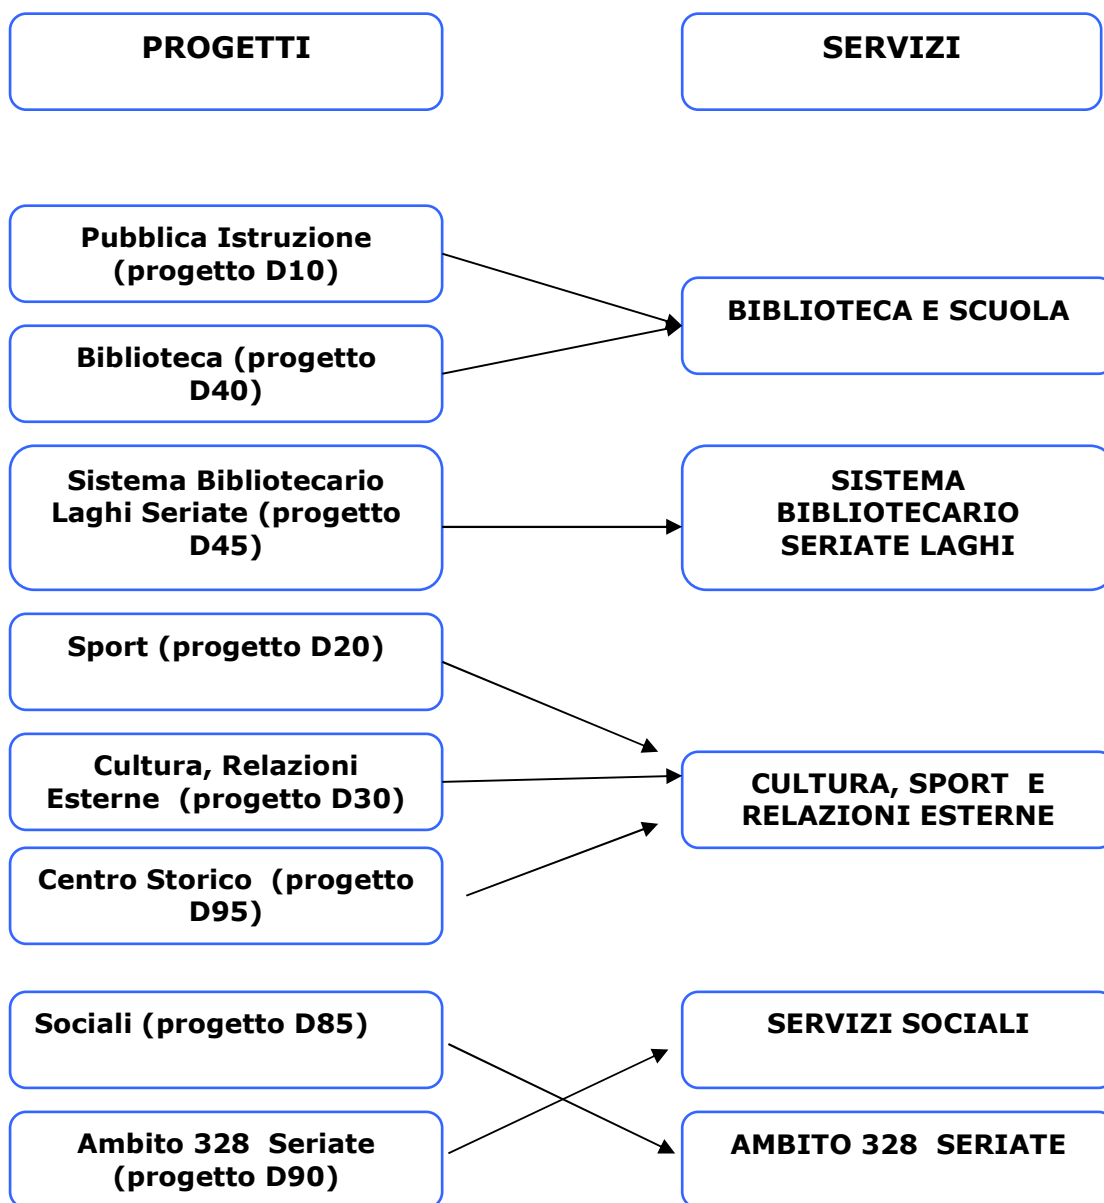 PROGETTI
SERVIZI
Pubblica Istruzione
(progetto D10)
BIBLIOTECA E SCUOLA
Biblioteca (progetto
D40)
Sistema Bibliotecario
Laghi Seriate (progetto
D45)
SISTEMA
BIBLIOTECARIO
SERIATE LAGHI
Sport (progetto D20)
Cultura, Relazioni
Esterne (progetto D30)
CULTURA, SPORT E
RELAZIONI ESTERNE
Centro Storico (progetto
D95)
Sociali (progetto D85)
SERVIZI SOCIALI
Ambito 328 Seriate
(progetto D90)
AMBITO 328 SERIATE